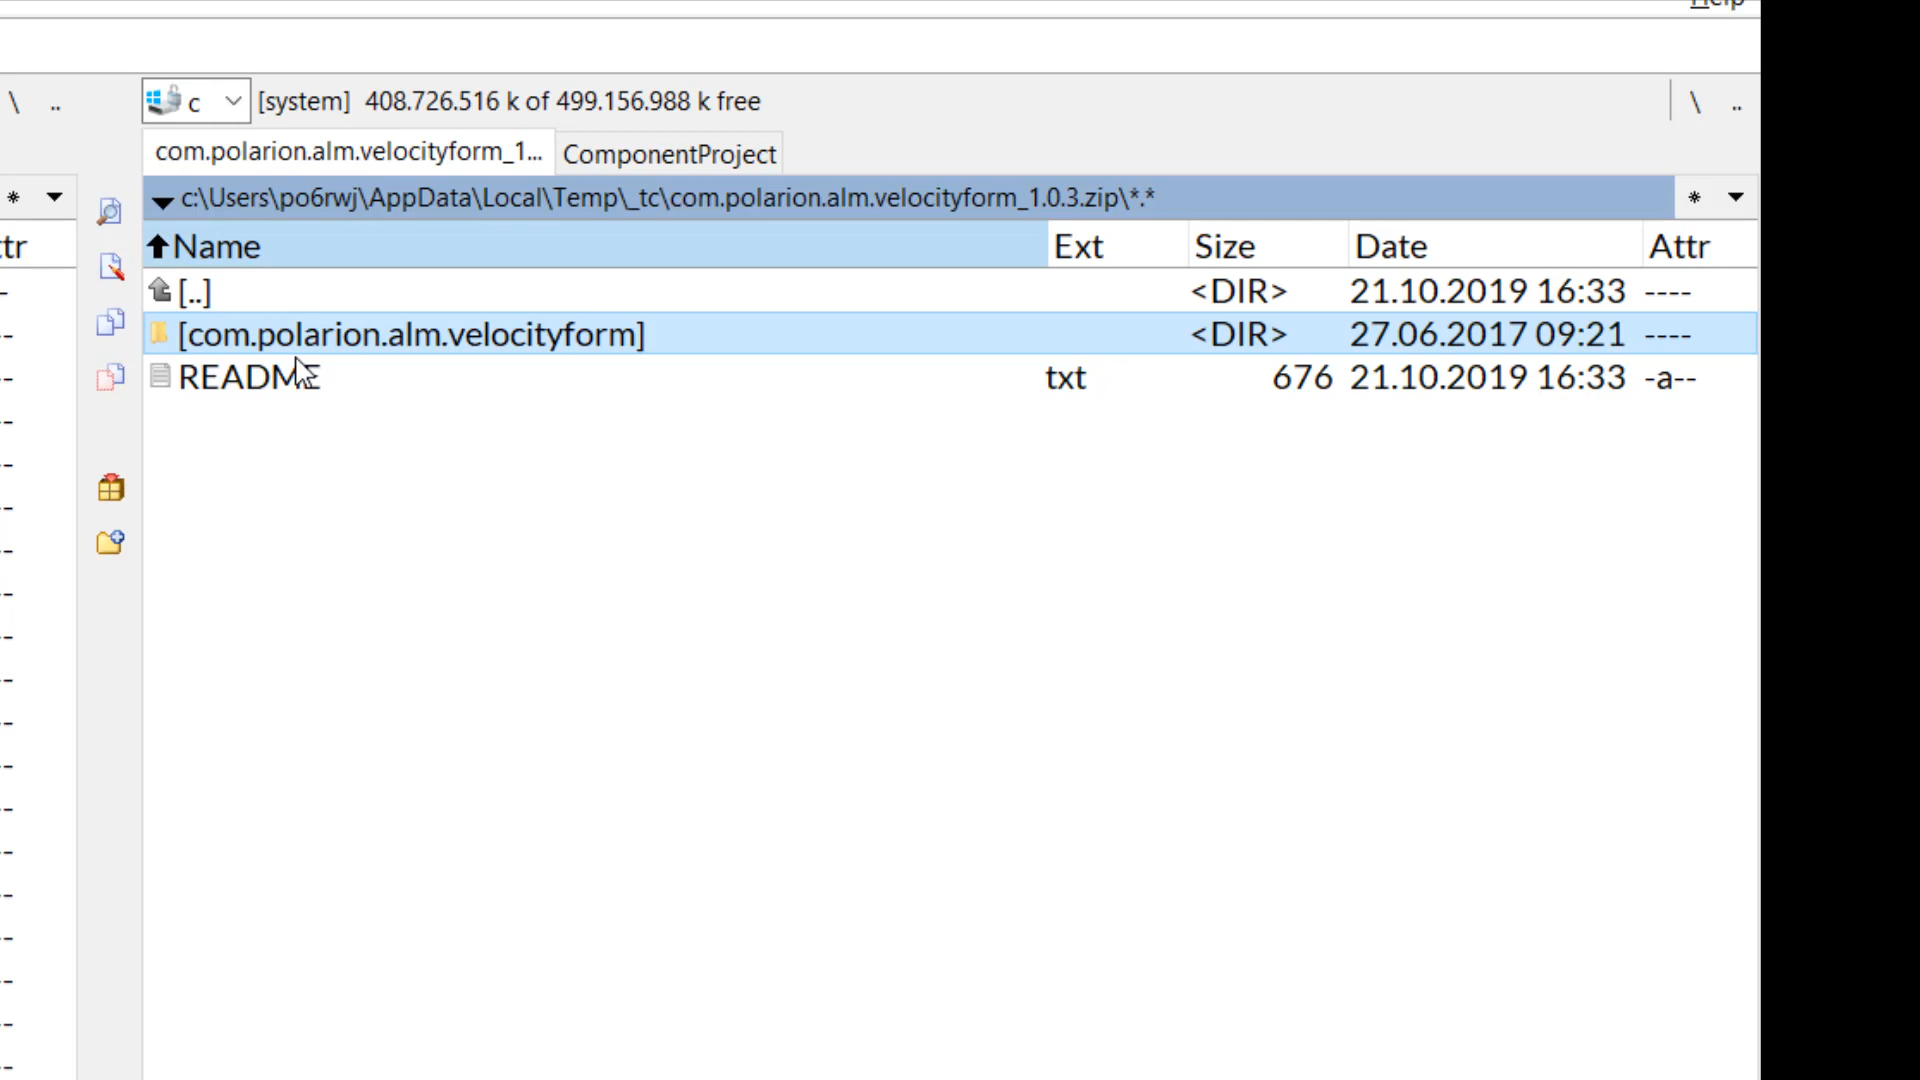 Help
\ ..
c [system] 408.726.516 k of 499.156.988 k free \ ..
com.polarion.alm.velocityform_1... ComponentProject
* c:\Users\po6rwj\AppData\Local\Temp\_tc\com.polarion.alm.velocityform_1.0.3.zip\*.* *
Name Ext Size Date Attr
[..] <DIR> 21.10.2019 16:33 ----
[com.polarion.alm.velocityform] <DIR> 27.06.2017 09:21 ----
README txt 676 21.10.2019 16:33 -a--